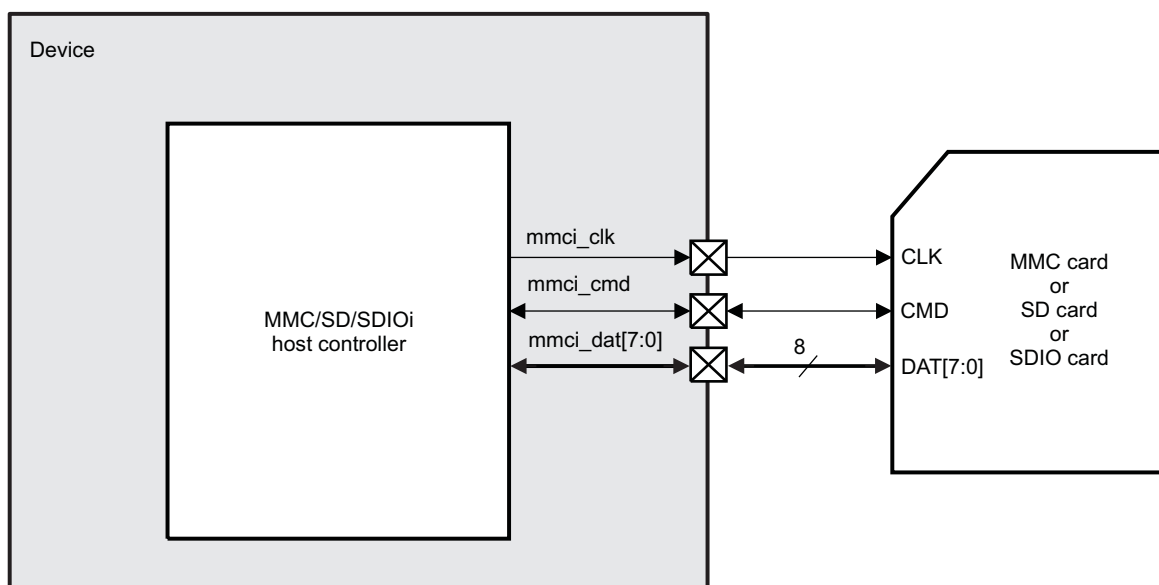 Device
MMC/SD/SDIOi
host controller
mmci_clk
mmci_cmd
mmci_dat[7:0]
8
CLK
CMD
DAT[7:0]
MMC card
or
SD card
or
SDIO card